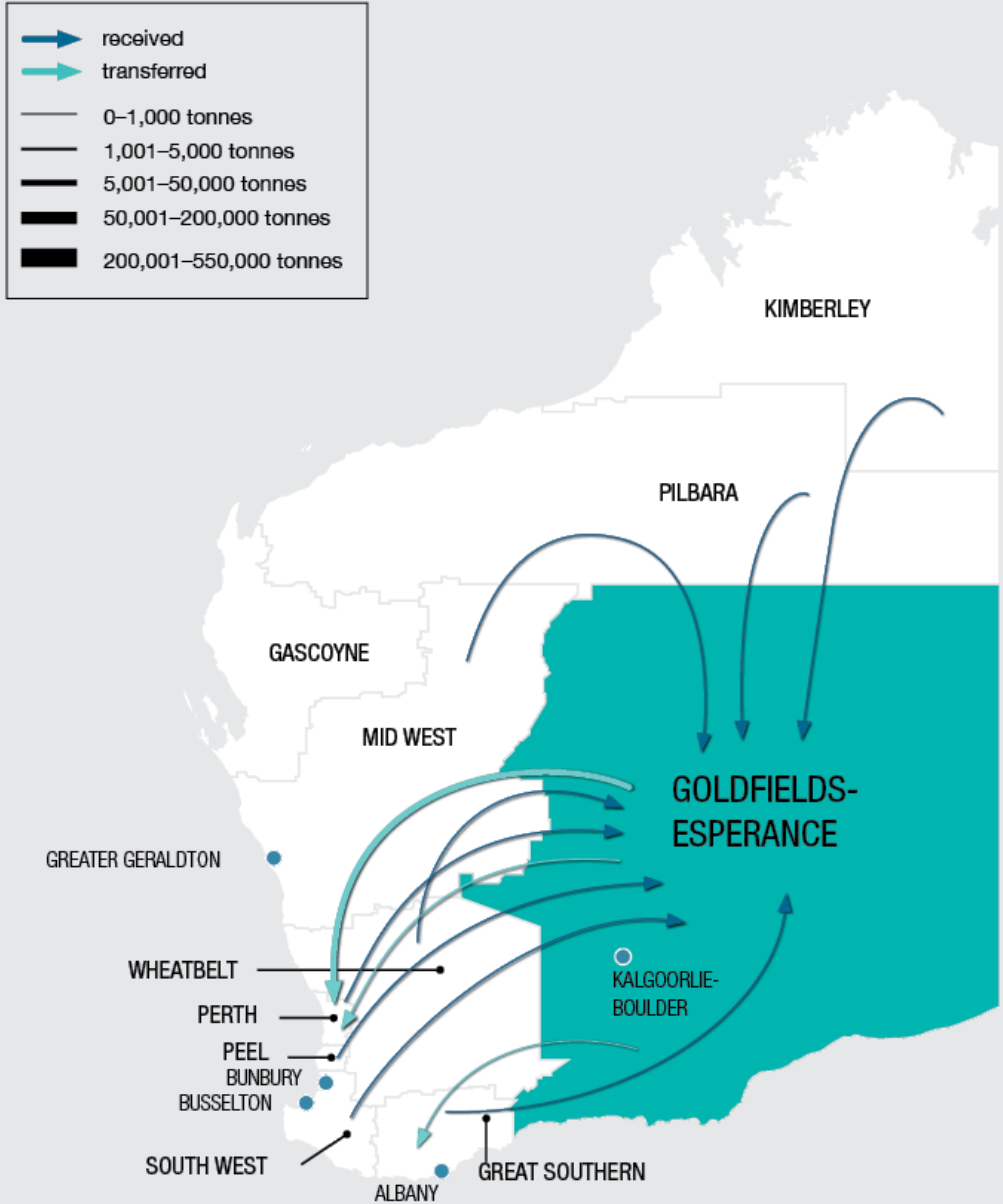 received
transferred
0–1,000 tonnes
1,001–5,000 tonnes
5,001–50,000 tonnes
50,001–200,000 tonnes
200,001–550,000 tonnes
KIMBERLEY
PILBARA
GASCOYNE
MID WEST
GOLDFIELDS-
ESPERANCE
GREATER GERALDTON
WHEATBELT
KALGOORLIE-
BOULDER
PERTH
PEEL
BUNBURY
BUSSELTON
SOUTH WEST
GREAT SOUTHERN
ALBANY